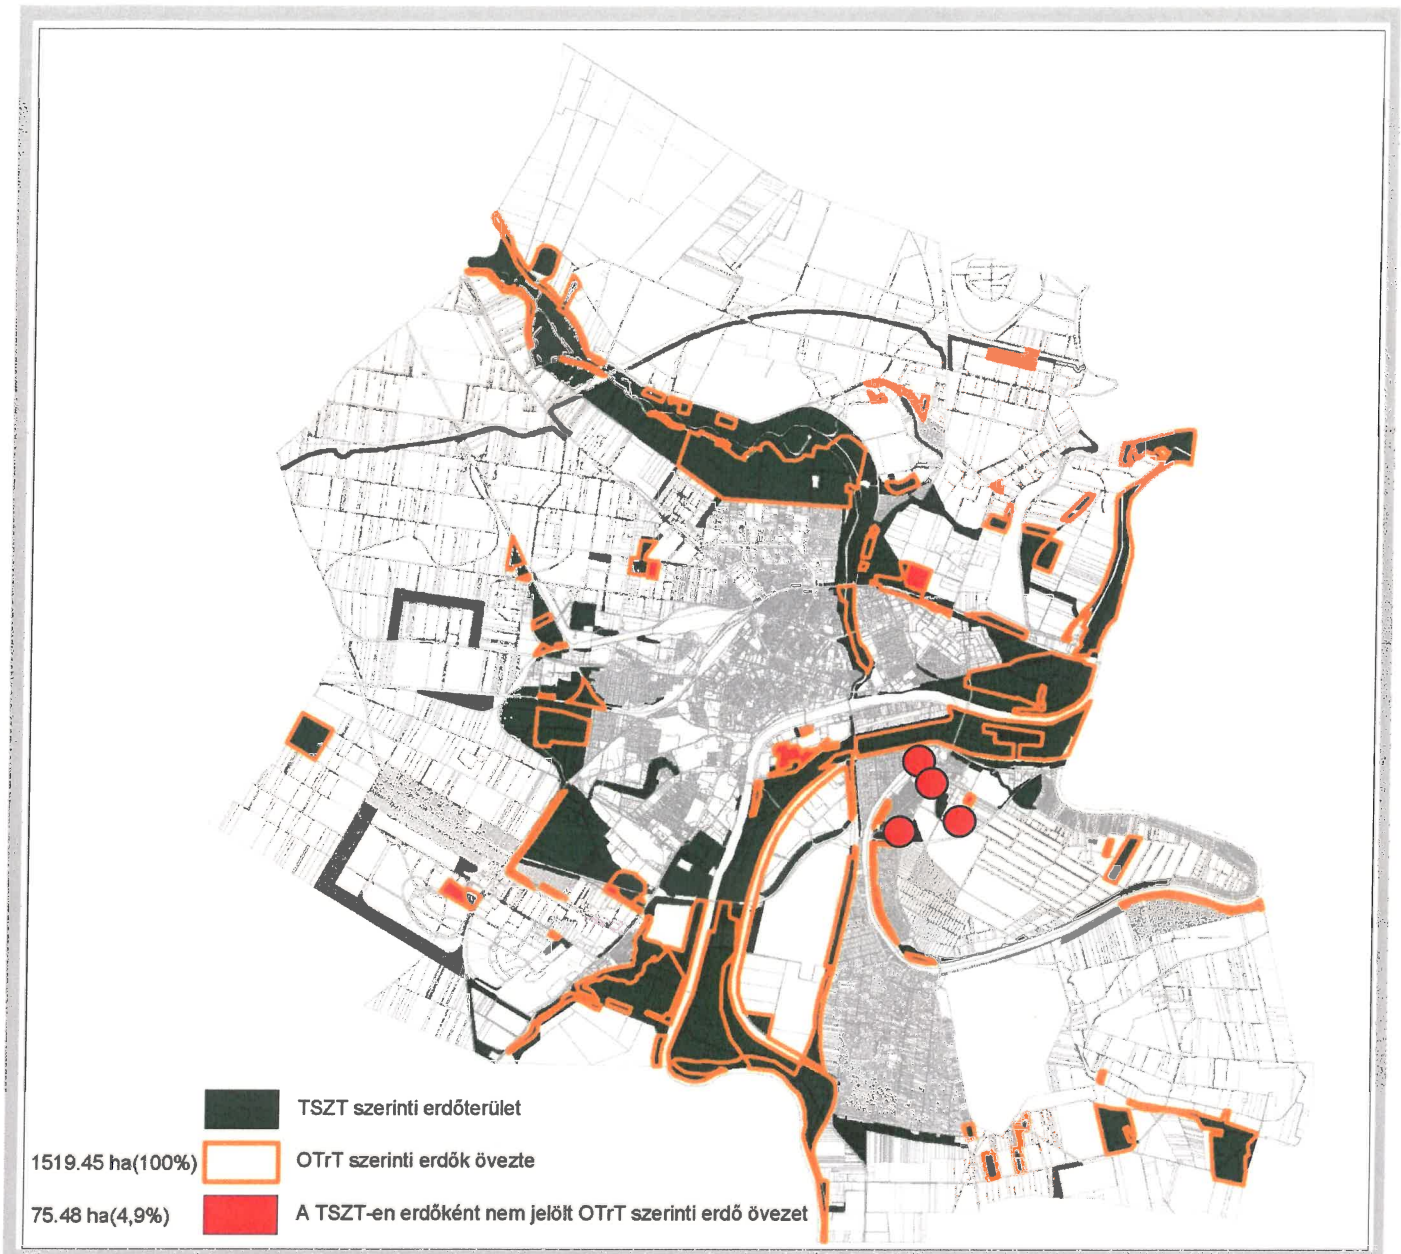 TSZT szerinti erdőterület
1519.45 ha(100%) OTrT szerinti erdők övezte
75.48 ha(4,9%) A TSZT-en erdőként nem jelölt OTrT szerinti erdő övezet